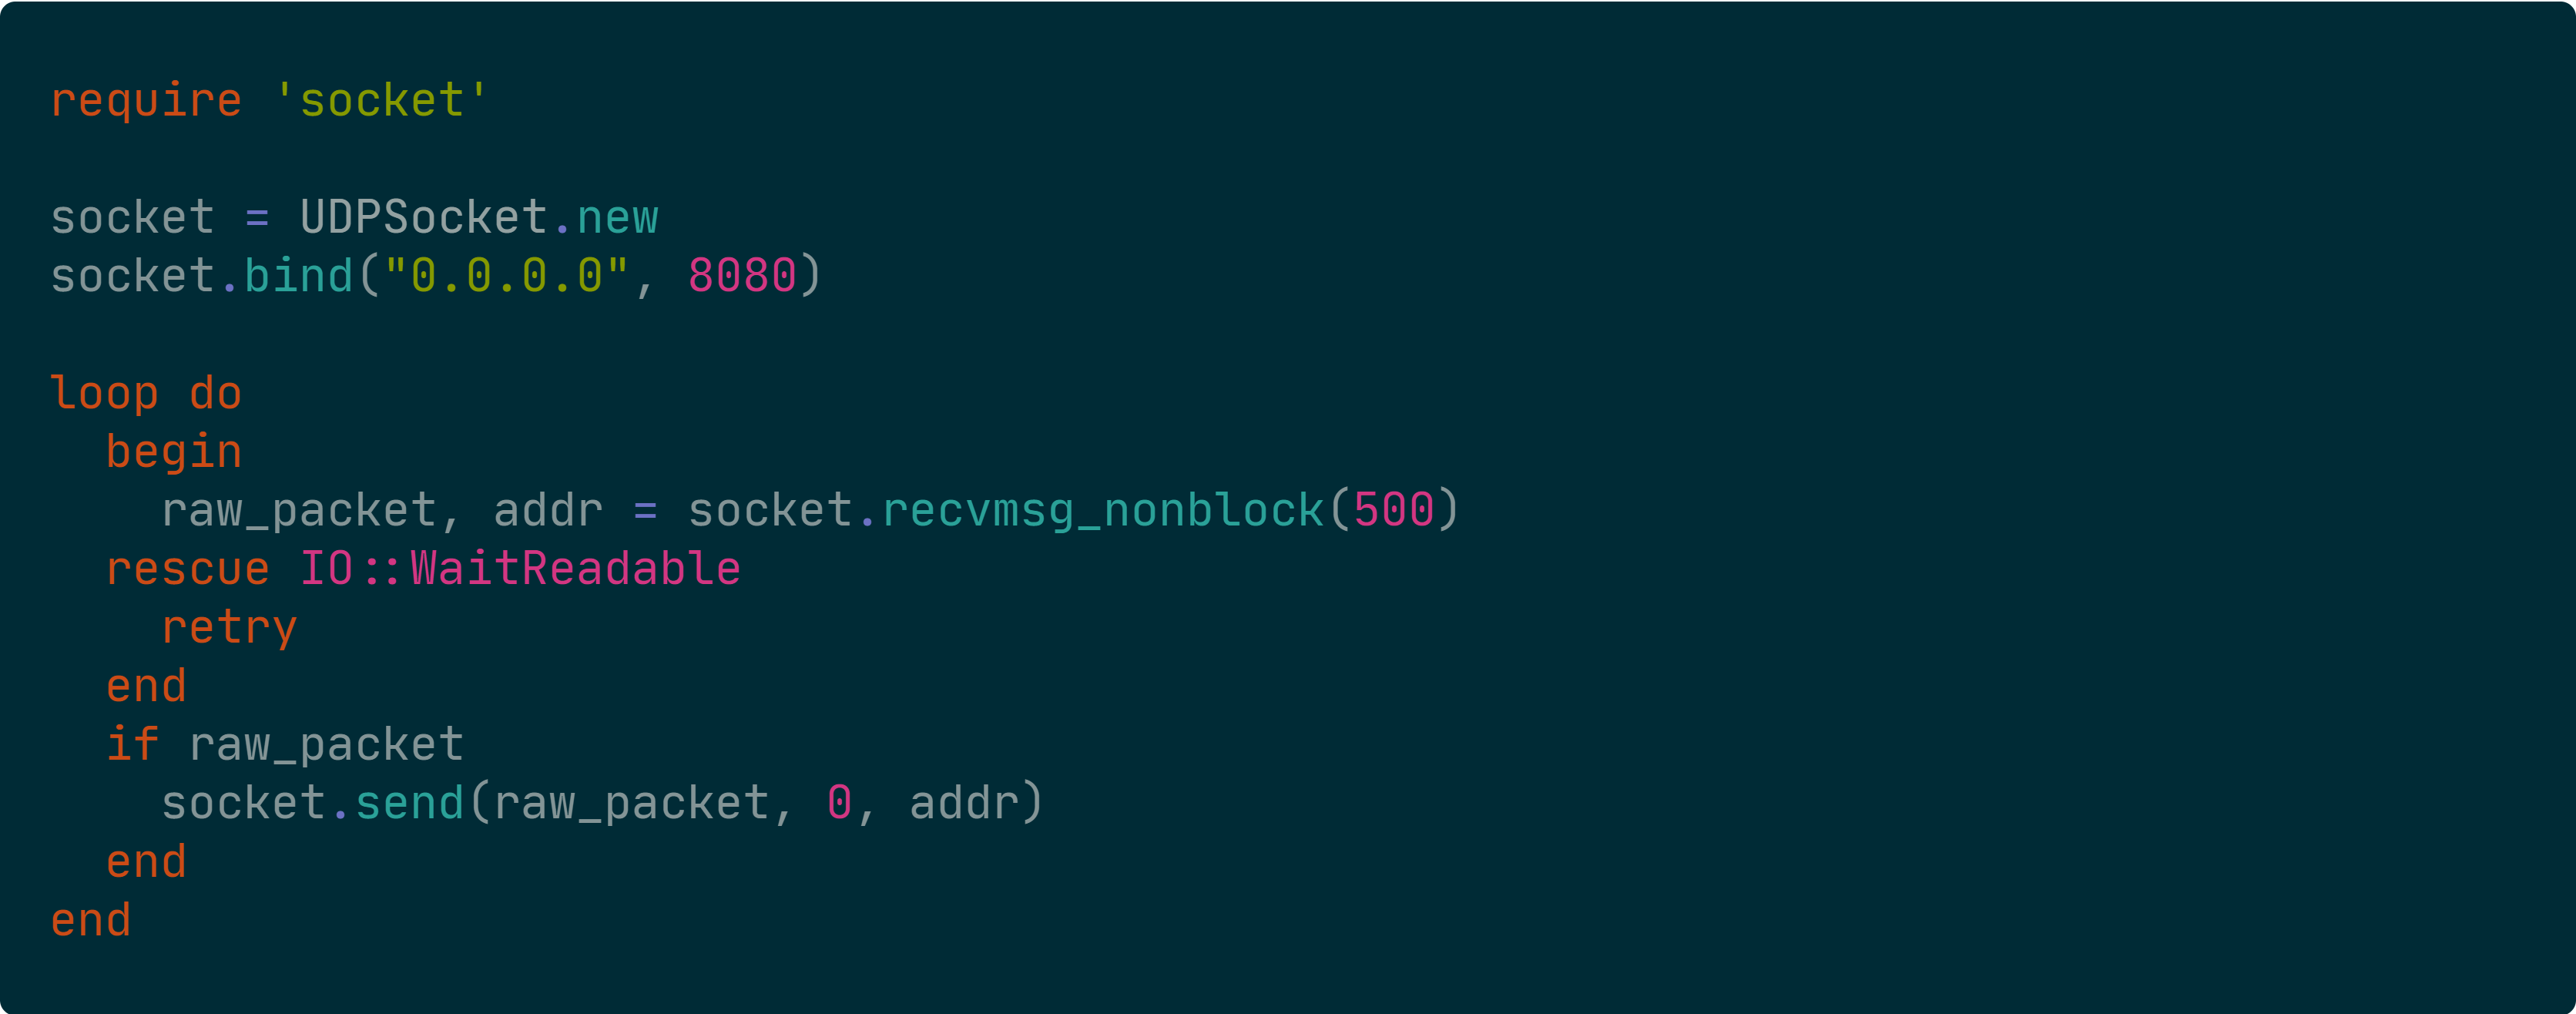 require 'socket'

socket = UDPSocket.new
socket.bind("0.0.0.0", 8080)

loop do
  begin
    raw_packet, addr = socket.recvmsg_nonblock(500)
  rescue IO::WaitReadable
    retry
  end
  if raw_packet
    socket.send(raw_packet, 0, addr)
  end
end